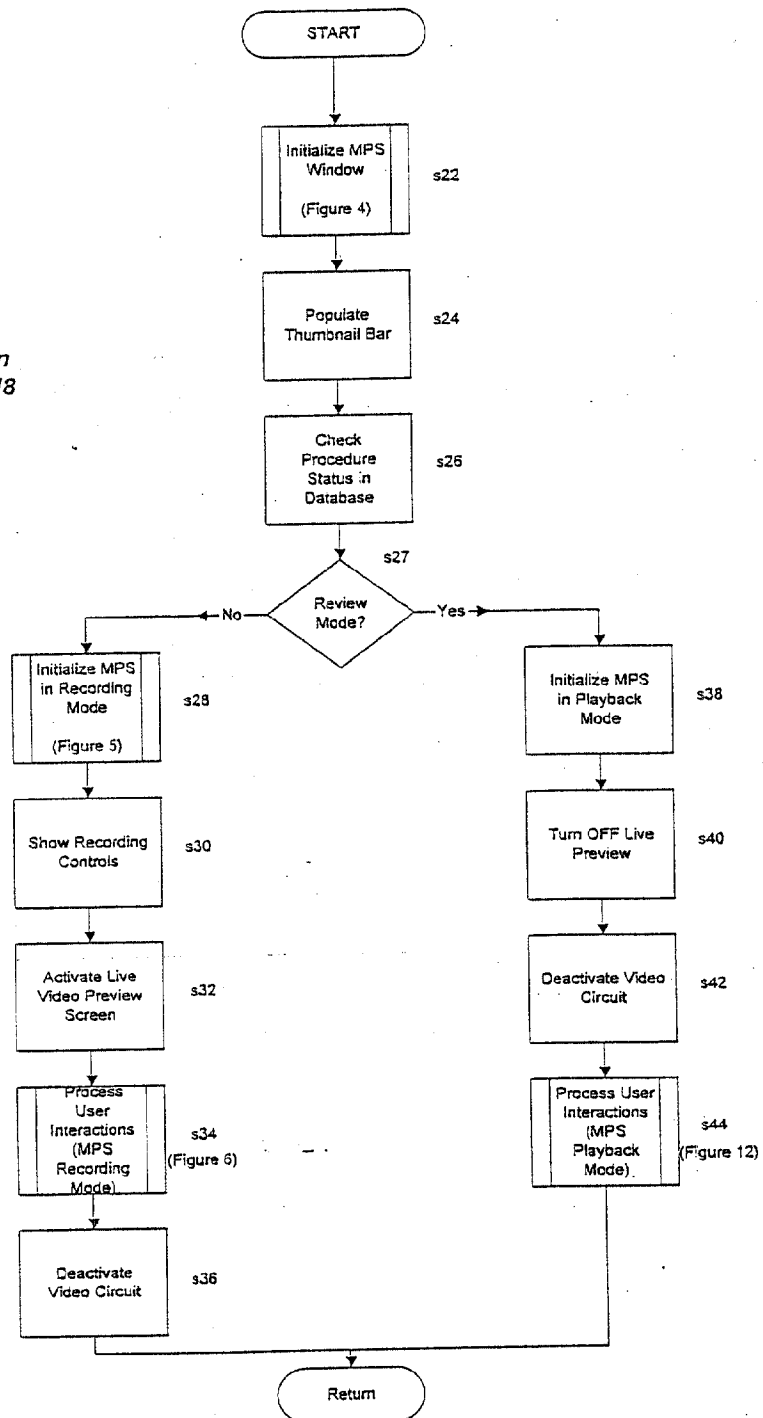 START
Initialize MPS
Window
(Figure 4)
s22
Populate
Thumbnail Bar
s24
Check
Procedure
Status in
Database
s26
s27
Review
Mode?
No
Yes
Initialize MPS
in Recording
Mode
(Figure 5)
s28
Show Recording
Controls
s30
Activate Live
Video Preview
Screen
s32
Process
User
Interactions
(MPS
Recording
Mode)
s34
(Figure 6)
Deactivate
Video Circuit
s36
Initialize MPS
in Playback
Mode
s38
Turn OFF Live
Preview
s40
Deactivate Video
Circuit
s42
Process User
Interactions
(MPS
Playback
Mode)
s44
(Figure 12)
Return